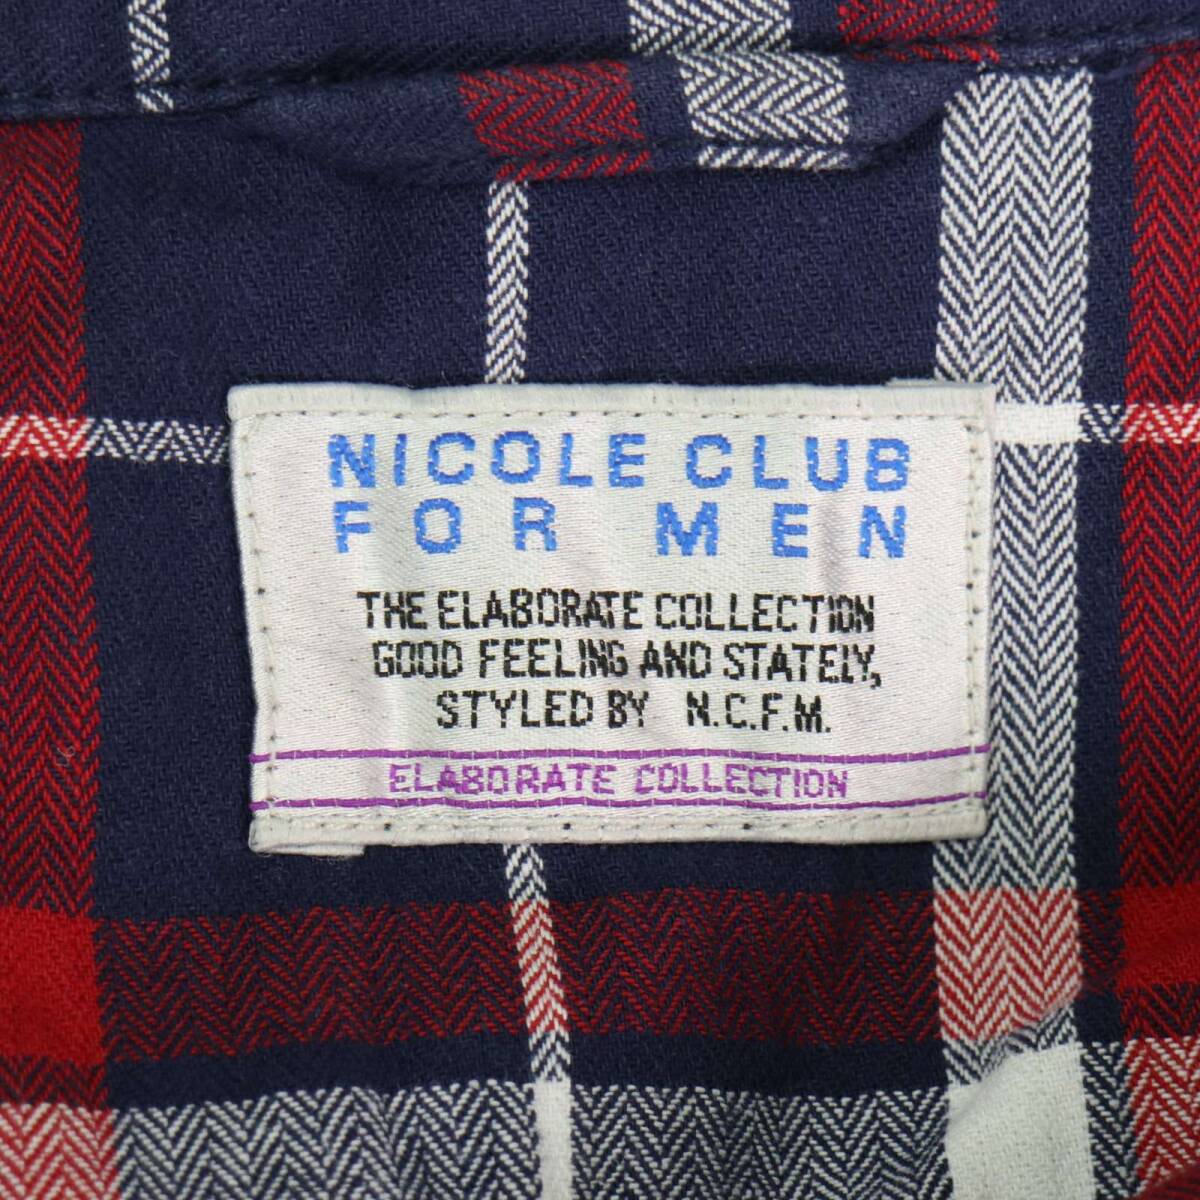 NICOLE CLUB
FOR MEN
THE ELABORATE COLLECTION
GOOD FEELING AND STATELY,
STYLED BY N.C.F.M.
ELABORATE COLLECTION